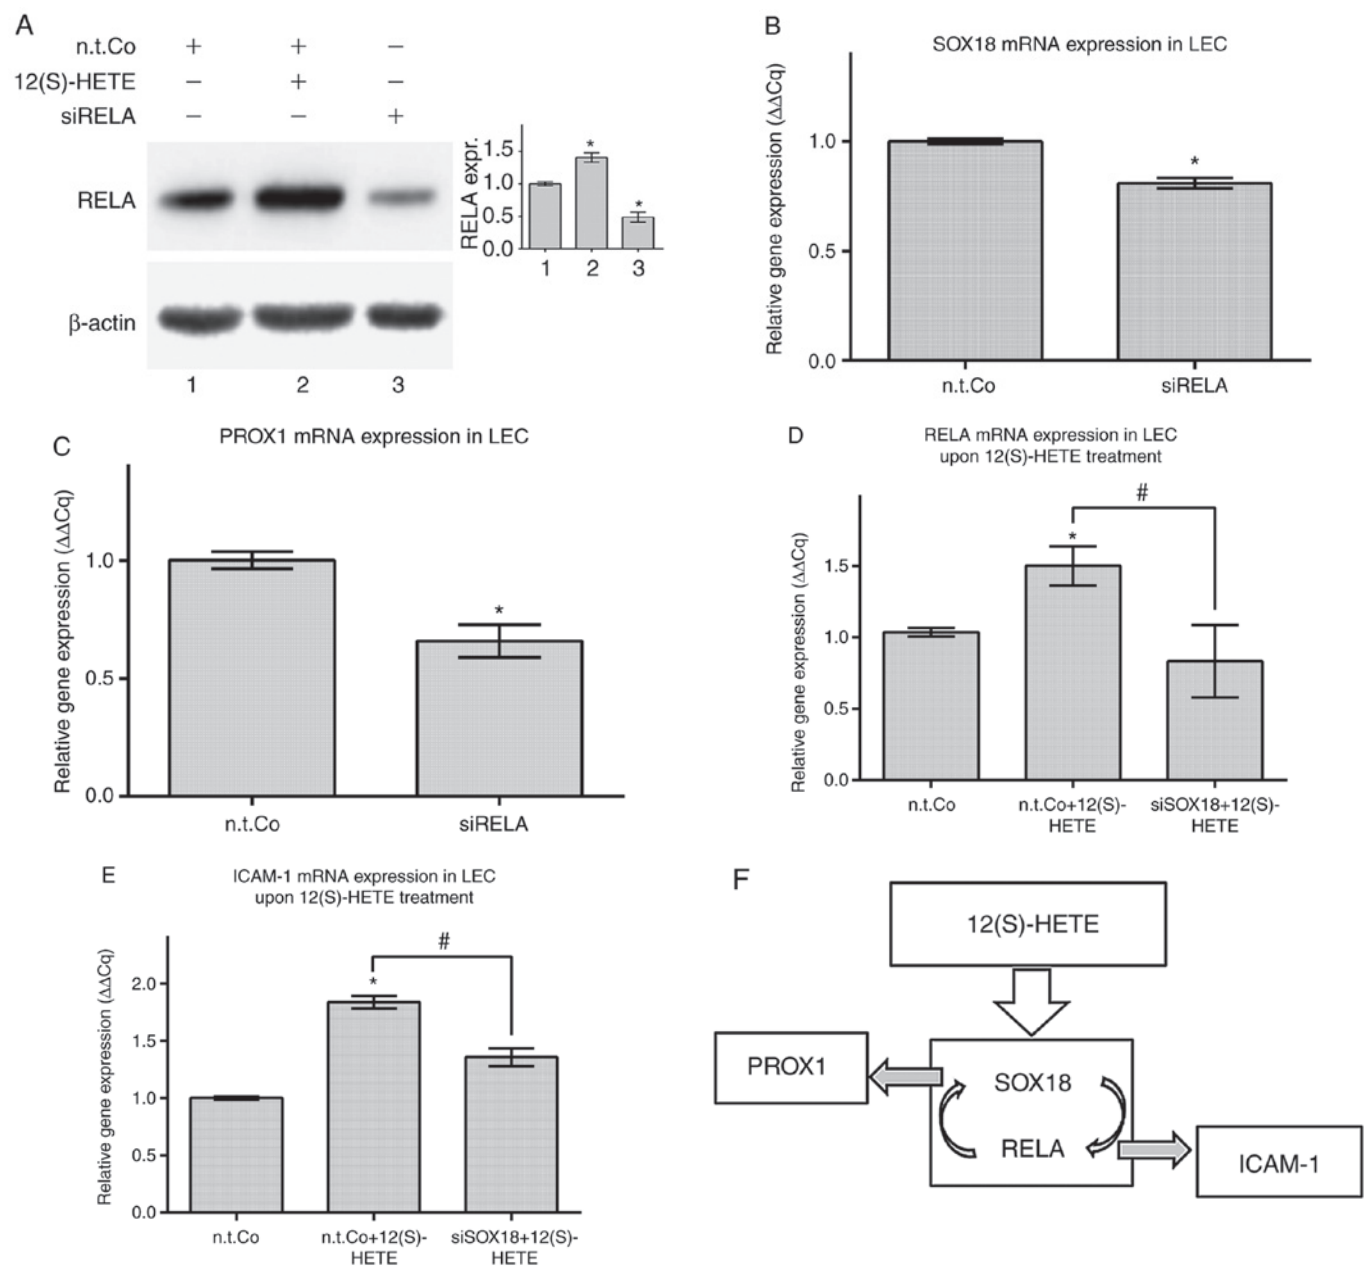 A
n.t.Co + + −
12(S)-HETE − + −
siRELA − − +
RELA
β-actin
1 2 3
RELA expr.
1.5
1.0
0.5
0.0
*
*
1 2 3
B
SOX18 mRNA expression in LEC
Relative gene expression (ΔΔCq)
1.0
0.5
0.0
*
n.t.Co siRELA
C
PROX1 mRNA expression in LEC
Relative gene expression (ΔΔCq)
1.0
0.5
0.0
*
n.t.Co siRELA
D
RELA mRNA expression in LEC
upon 12(S)-HETE treatment
Relative gene expression (ΔΔCq)
1.5
1.0
0.5
0.0
#
*
n.t.Co n.t.Co+12(S)- siSOX18+12(S)-
HETE HETE
E
ICAM-1 mRNA expression in LEC
upon 12(S)-HETE treatment
Relative gene expression (ΔΔCq)
2.0
1.5
1.0
0.5
0.0
#
*
n.t.Co n.t.Co+12(S)- siSOX18+12(S)-
HETE HETE
F
12(S)-HETE
PROX1
SOX18
RELA
ICAM-1